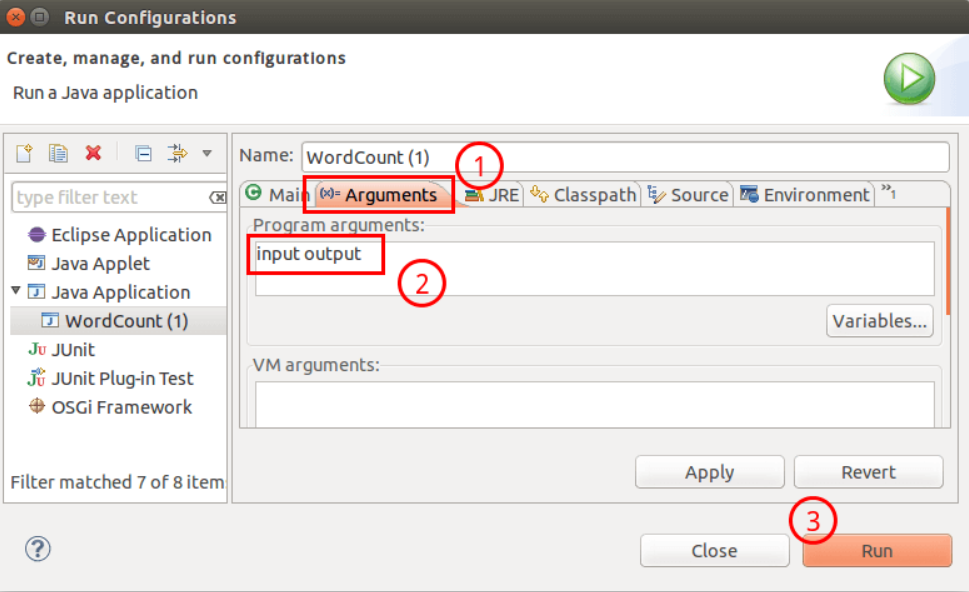 Run Configurations
Create, manage, and run configurations
Run a Java application
Name: WordCount (1)
1
type filter text
Main (x)= Arguments JRE Classpath Source Environment »1
Eclipse Application
Java Applet
Java Application
WordCount (1)
JUnit
JUnit Plug-in Test
OSGi Framework
Filter matched 7 of 8 item
Program arguments:
input output
2
Variables...
VM arguments:
Apply Revert
3
Close Run